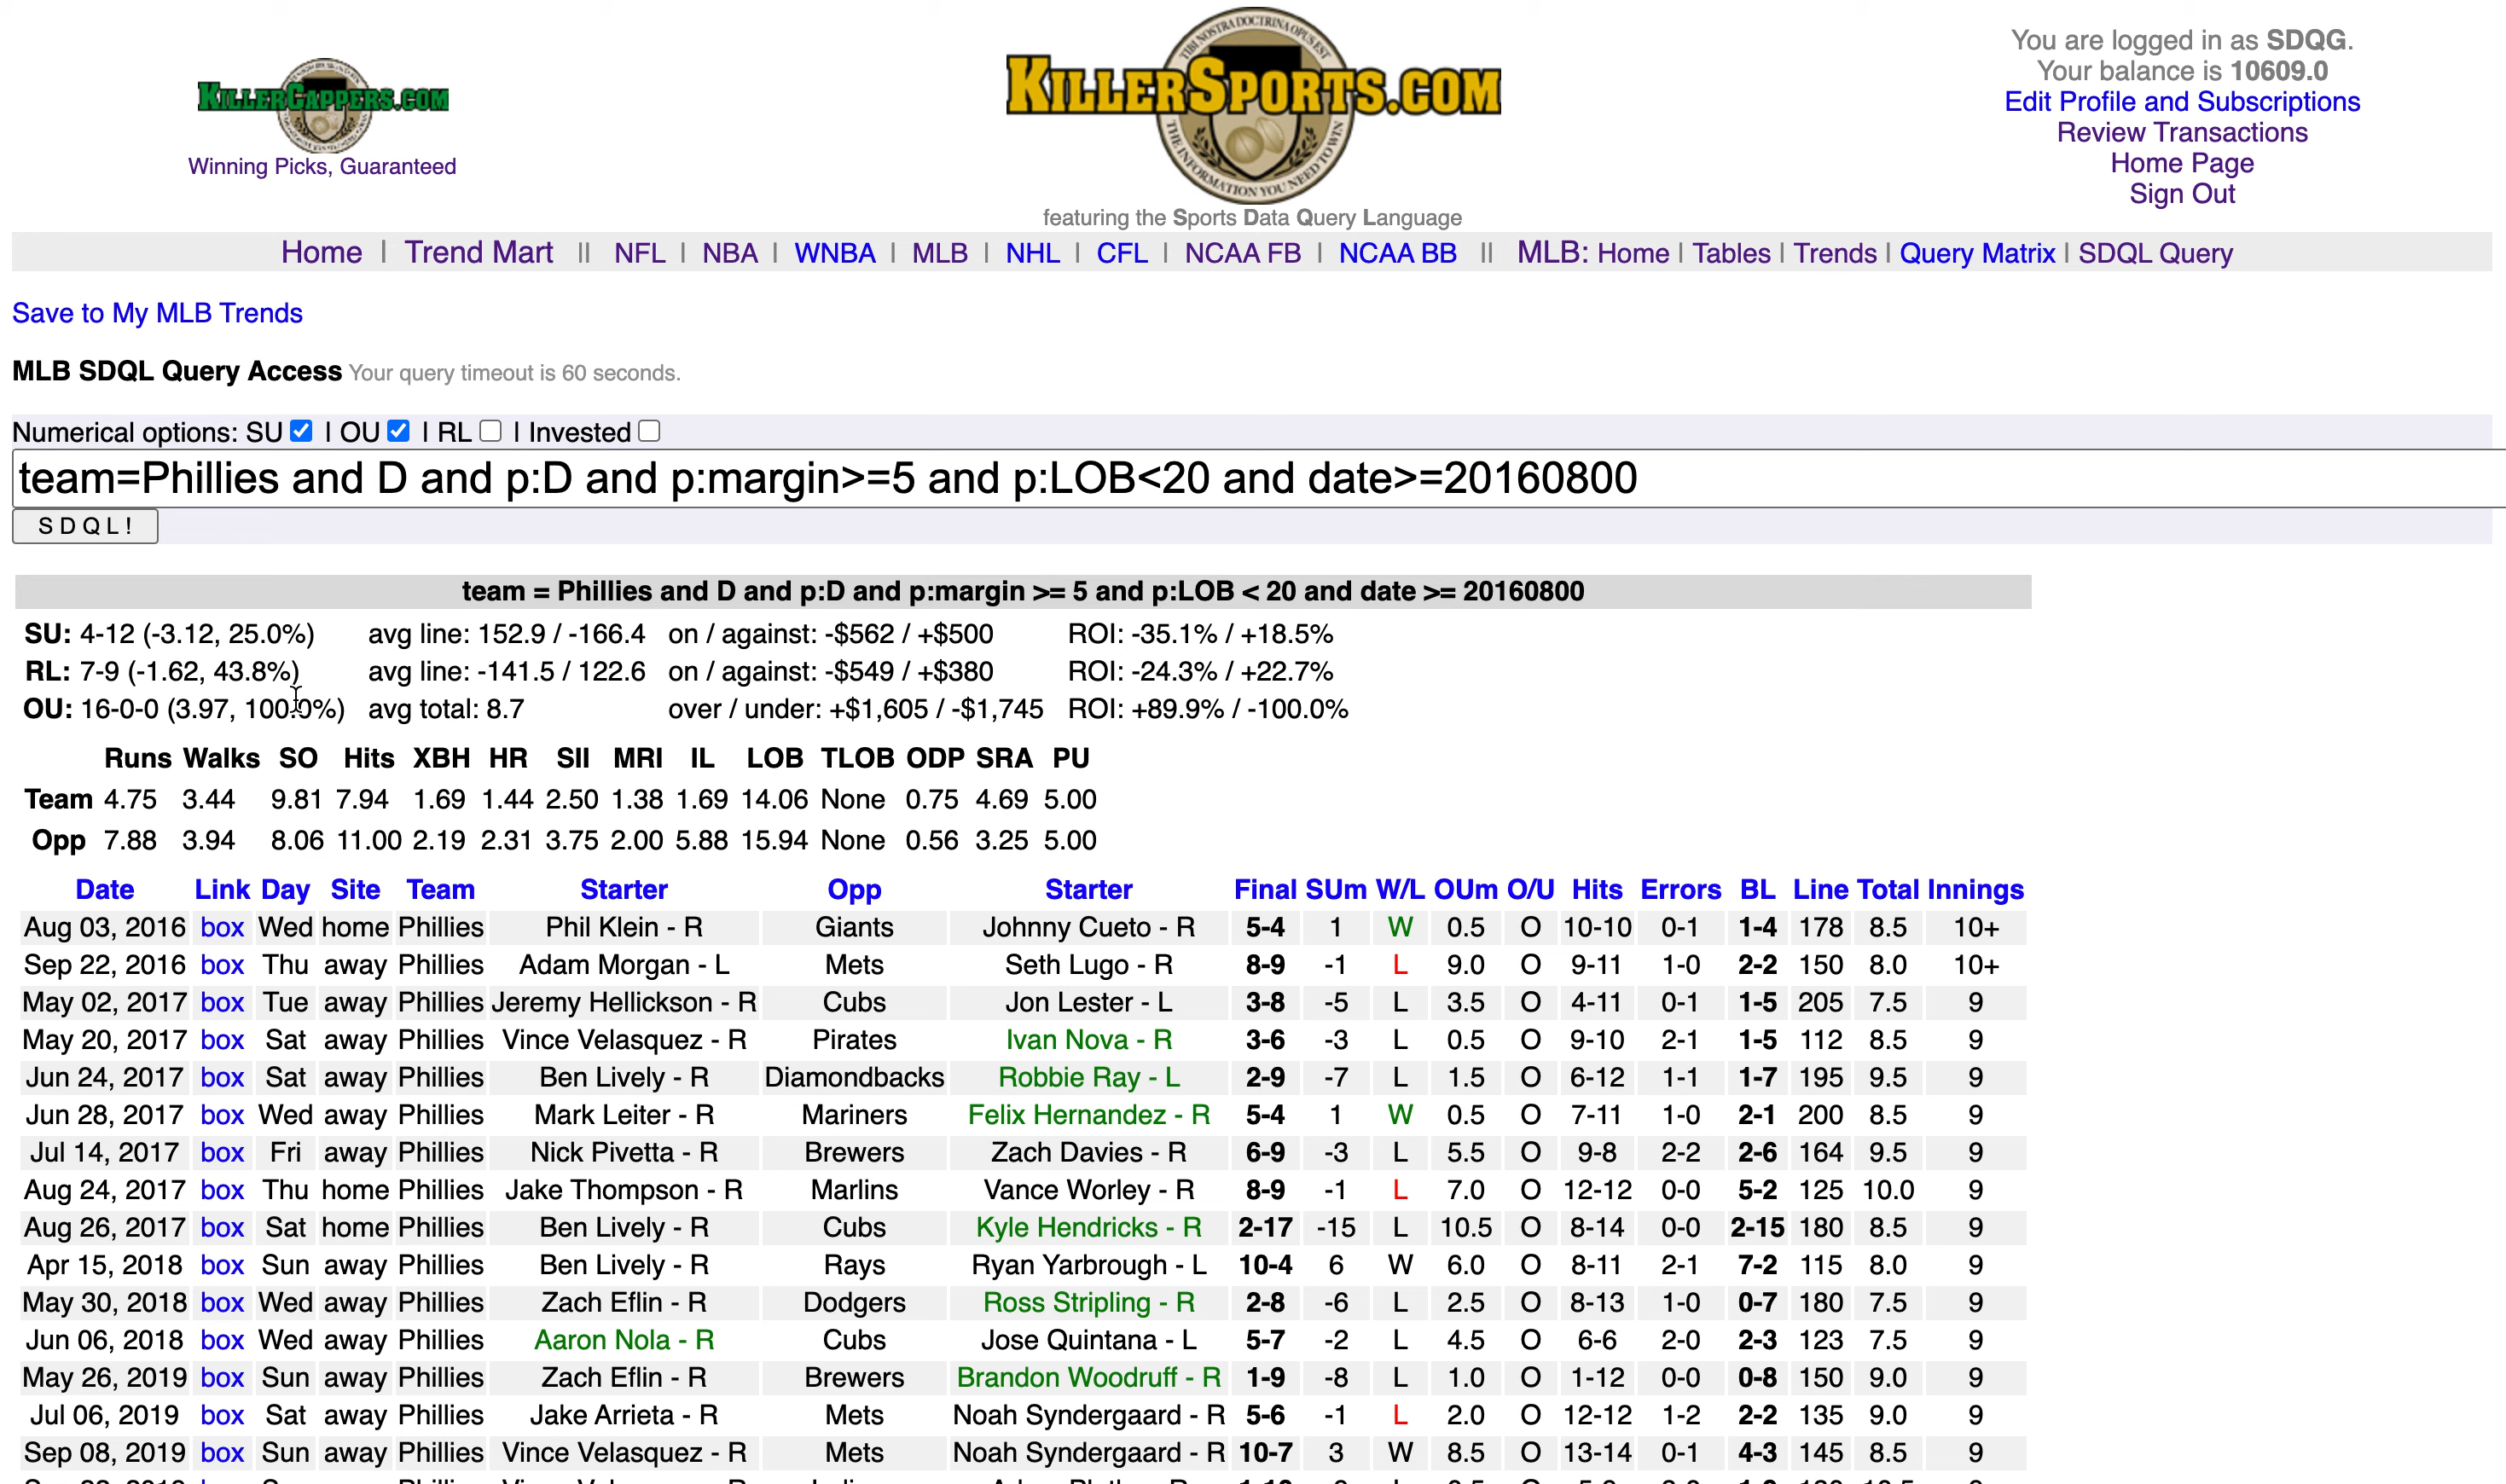 KILLERCAPPERS.COM
Winning Picks, Guaranteed
TIBI NOSTRA DOCTRINA OPUS EST
KILLERSPORTS.COM
THE INFORMATION YOU NEED TO WIN
featuring the Sports Data Query Language
You are logged in as SDQG.
Your balance is 10609.0
Edit Profile and Subscriptions
Review Transactions
Home Page
Sign Out
Home | Trend Mart || NFL | NBA | WNBA | MLB | NHL | CFL | NCAA FB | NCAA BB || MLB: Home | Tables | Trends | Query Matrix | SDQL Query
Save to My MLB Trends
MLB SDQL Query Access Your query timeout is 60 seconds.
Numerical options: SU | OU | RL | Invested
team=Phillies and D and p:D and p:margin>=5 and p:LOB<20 and date>=20160800
S D Q L !
team = Phillies and D and p:D and p:margin >= 5 and p:LOB < 20 and date >= 20160800
SU: 4-12 (-3.12, 25.0%) avg line: 152.9 / -166.4 on / against: -$562 / +$500 ROI: -35.1% / +18.5%
RL: 7-9 (-1.62, 43.8%) avg line: -141.5 / 122.6 on / against: -$549 / +$380 ROI: -24.3% / +22.7%
OU: 16-0-0 (3.97, 100.0%) avg total: 8.7 over / under: +$1,605 / -$1,745 ROI: +89.9% / -100.0%
Runs Walks SO Hits XBH HR SII MRI IL LOB TLOB ODP SRA PU
Team 4.75 3.44 9.81 7.94 1.69 1.44 2.50 1.38 1.69 14.06 None 0.75 4.69 5.00
Opp 7.88 3.94 8.06 11.00 2.19 2.31 3.75 2.00 5.88 15.94 None 0.56 3.25 5.00
Date Link Day Site Team Starter Opp Starter Final SUm W/L OUm O/U Hits Errors BL Line Total Innings
Aug 03, 2016 box Wed home Phillies Phil Klein - R Giants Johnny Cueto - R 5-4 1 W 0.5 O 10-10 0-1 1-4 178 8.5 10+
Sep 22, 2016 box Thu away Phillies Adam Morgan - L Mets Seth Lugo - R 8-9 -1 L 9.0 O 9-11 1-0 2-2 150 8.0 10+
May 02, 2017 box Tue away Phillies Jeremy Hellickson - R Cubs Jon Lester - L 3-8 -5 L 3.5 O 4-11 0-1 1-5 205 7.5 9
May 20, 2017 box Sat away Phillies Vince Velasquez - R Pirates Ivan Nova - R 3-6 -3 L 0.5 O 9-10 2-1 1-5 112 8.5 9
Jun 24, 2017 box Sat away Phillies Ben Lively - R Diamondbacks Robbie Ray - L 2-9 -7 L 1.5 O 6-12 1-1 1-7 195 9.5 9
Jun 28, 2017 box Wed away Phillies Mark Leiter - R Mariners Felix Hernandez - R 5-4 1 W 0.5 O 7-11 1-0 2-1 200 8.5 9
Jul 14, 2017 box Fri away Phillies Nick Pivetta - R Brewers Zach Davies - R 6-9 -3 L 5.5 O 9-8 2-2 2-6 164 9.5 9
Aug 24, 2017 box Thu home Phillies Jake Thompson - R Marlins Vance Worley - R 8-9 -1 L 7.0 O 12-12 0-0 5-2 125 10.0 9
Aug 26, 2017 box Sat home Phillies Ben Lively - R Cubs Kyle Hendricks - R 2-17 -15 L 10.5 O 8-14 0-0 2-15 180 8.5 9
Apr 15, 2018 box Sun away Phillies Ben Lively - R Rays Ryan Yarbrough - L 10-4 6 W 6.0 O 8-11 2-1 7-2 115 8.0 9
May 30, 2018 box Wed away Phillies Zach Eflin - R Dodgers Ross Stripling - R 2-8 -6 L 2.5 O 8-13 1-0 0-7 180 7.5 9
Jun 06, 2018 box Wed away Phillies Aaron Nola - R Cubs Jose Quintana - L 5-7 -2 L 4.5 O 6-6 2-0 2-3 123 7.5 9
May 26, 2019 box Sun away Phillies Zach Eflin - R Brewers Brandon Woodruff - R 1-9 -8 L 1.0 O 1-12 0-0 0-8 150 9.0 9
Jul 06, 2019 box Sat away Phillies Jake Arrieta - R Mets Noah Syndergaard - R 5-6 -1 L 2.0 O 12-12 1-2 2-2 135 9.0 9
Sep 08, 2019 box Sun away Phillies Vince Velasquez - R Mets Noah Syndergaard - R 10-7 3 W 8.5 O 13-14 0-1 4-3 145 8.5 9